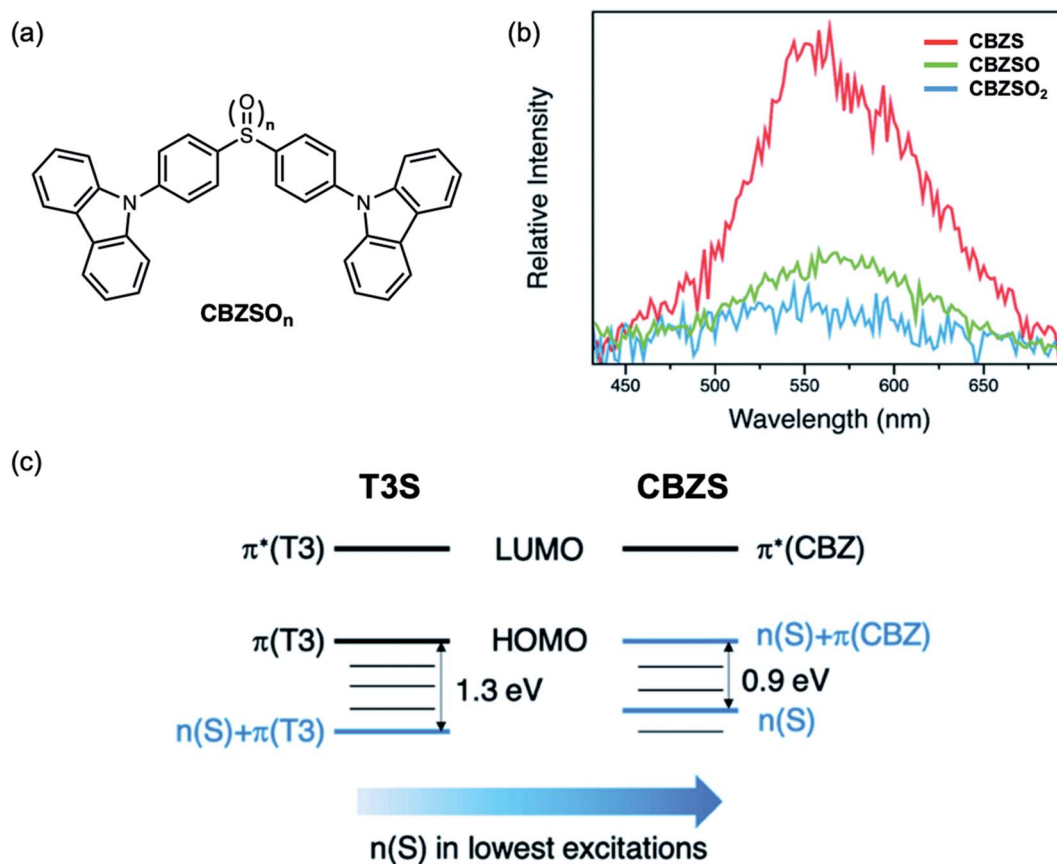 (a)
(O)n
S
N
N
CBZSOn
(b)
CBZS
CBZSO
CBZSO₂
Relative Intensity
450 500 550 600 650
Wavelength (nm)
(c)
T3S CBZS
π*(T3) LUMO π*(CBZ)
π(T3) HOMO n(S)+π(CBZ)
1.3 eV 0.9 eV
n(S)+π(T3) n(S)
n(S) in lowest excitations